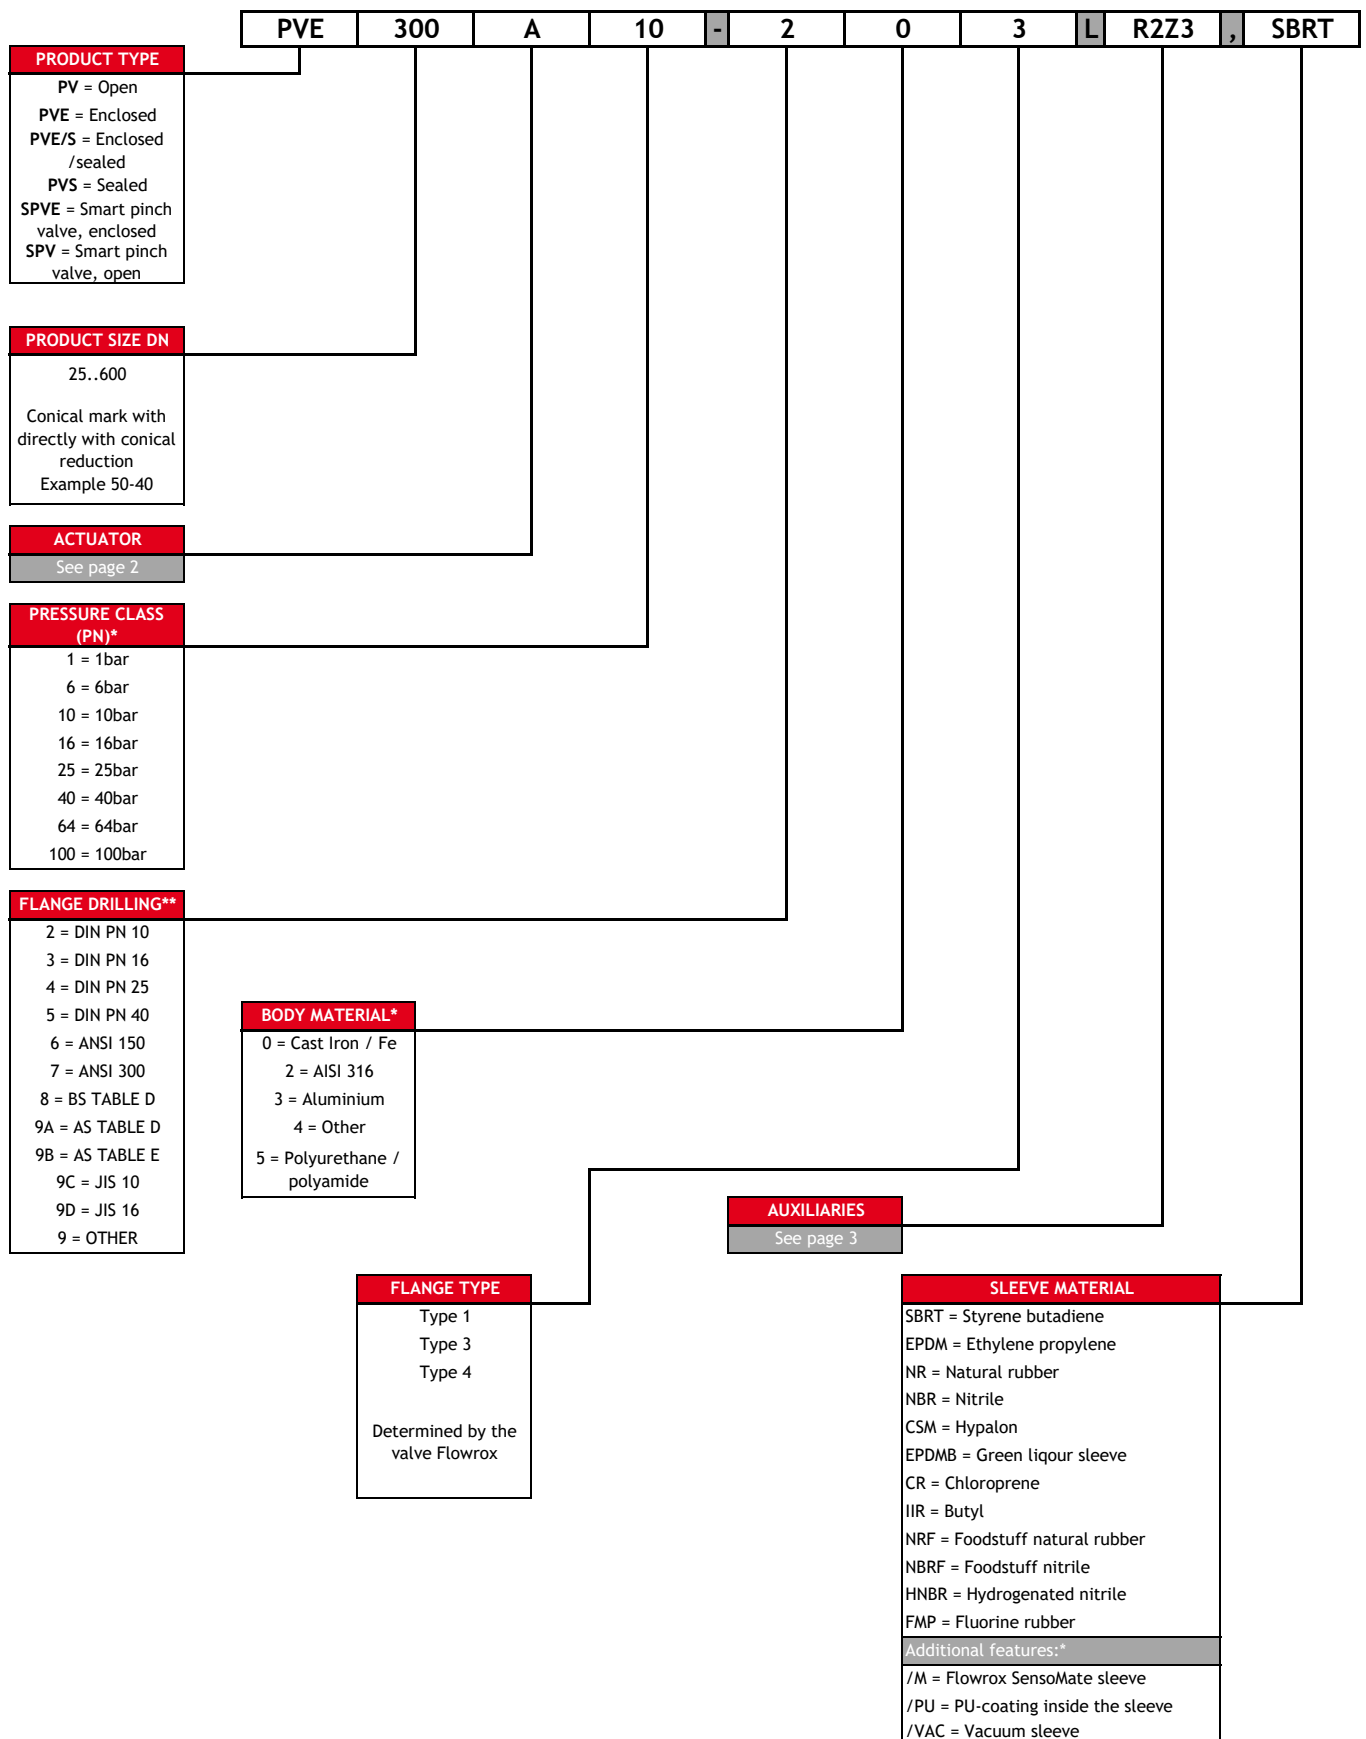 PVE 300 A 10 - 2 0 3 L R2Z3 , SBRT
PRODUCT TYPE
PV = Open
PVE = Enclosed
PVE/S = Enclosed
/sealed
PVS = Sealed
SPVE = Smart pinch
valve, enclosed
SPV = Smart pinch
valve, open
PRODUCT SIZE DN
25..600
Conical mark with
directly with conical
reduction
Example 50-40
ACTUATOR
See page 2
PRESSURE CLASS
(PN)*
1 = 1bar
6 = 6bar
10 = 10bar
16 = 16bar
25 = 25bar
40 = 40bar
64 = 64bar
100 = 100bar
FLANGE DRILLING**
2 = DIN PN 10
3 = DIN PN 16
4 = DIN PN 25
5 = DIN PN 40
6 = ANSI 150
7 = ANSI 300
8 = BS TABLE D
9A = AS TABLE D
9B = AS TABLE E
9C = JIS 10
9D = JIS 16
9 = OTHER
BODY MATERIAL*
0 = Cast Iron / Fe
2 = AISI 316
3 = Aluminium
4 = Other
5 = Polyurethane /
polyamide
FLANGE TYPE
Type 1
Type 3
Type 4
Determined by the
valve Flowrox
AUXILIARIES
See page 3
SLEEVE MATERIAL
SBRT = Styrene butadiene
EPDM = Ethylene propylene
NR = Natural rubber
NBR = Nitrile
CSM = Hypalon
EPDMB = Green liqour sleeve
CR = Chloroprene
IIR = Butyl
NRF = Foodstuff natural rubber
NBRF = Foodstuff nitrile
HNBR = Hydrogenated nitrile
FMP = Fluorine rubber
Additional features:*
/M = Flowrox SensoMate sleeve
/PU = PU-coating inside the sleeve
/VAC = Vacuum sleeve